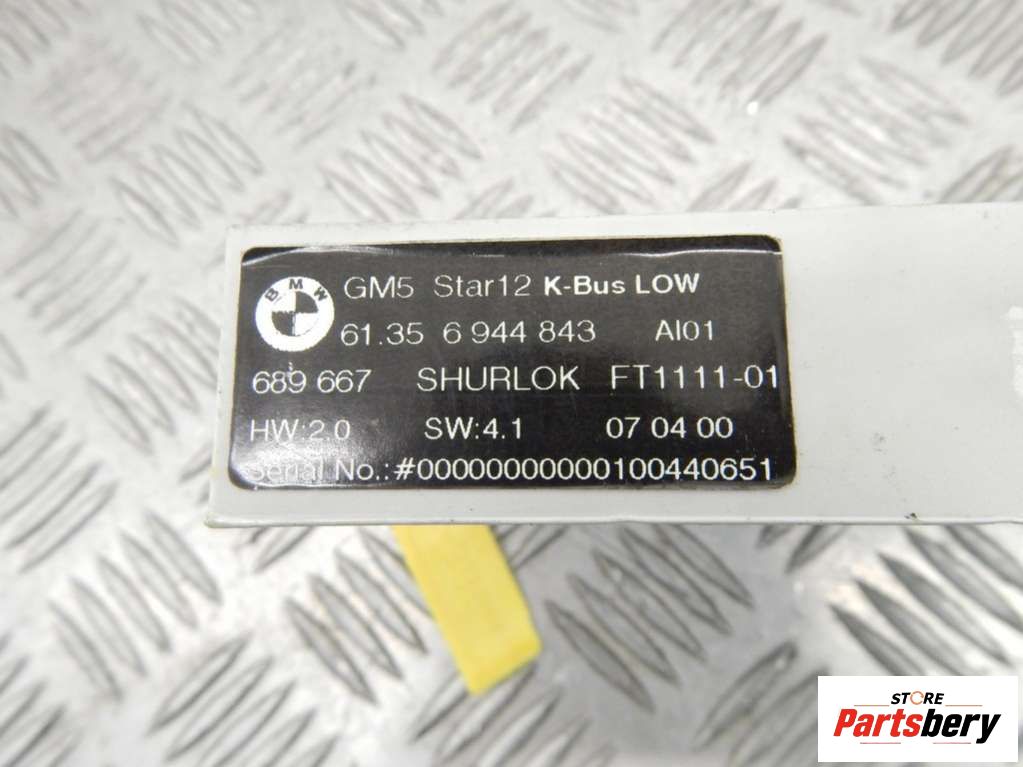 BMW
GM5 Star12 K-Bus LOW
61.35 6 944 843 AI01
689 667 SHURLOK FT1111-01
HW:2.0 SW:4.1 07 04 00
Serial No.:#00000000000100440651
STORE
Partsbery